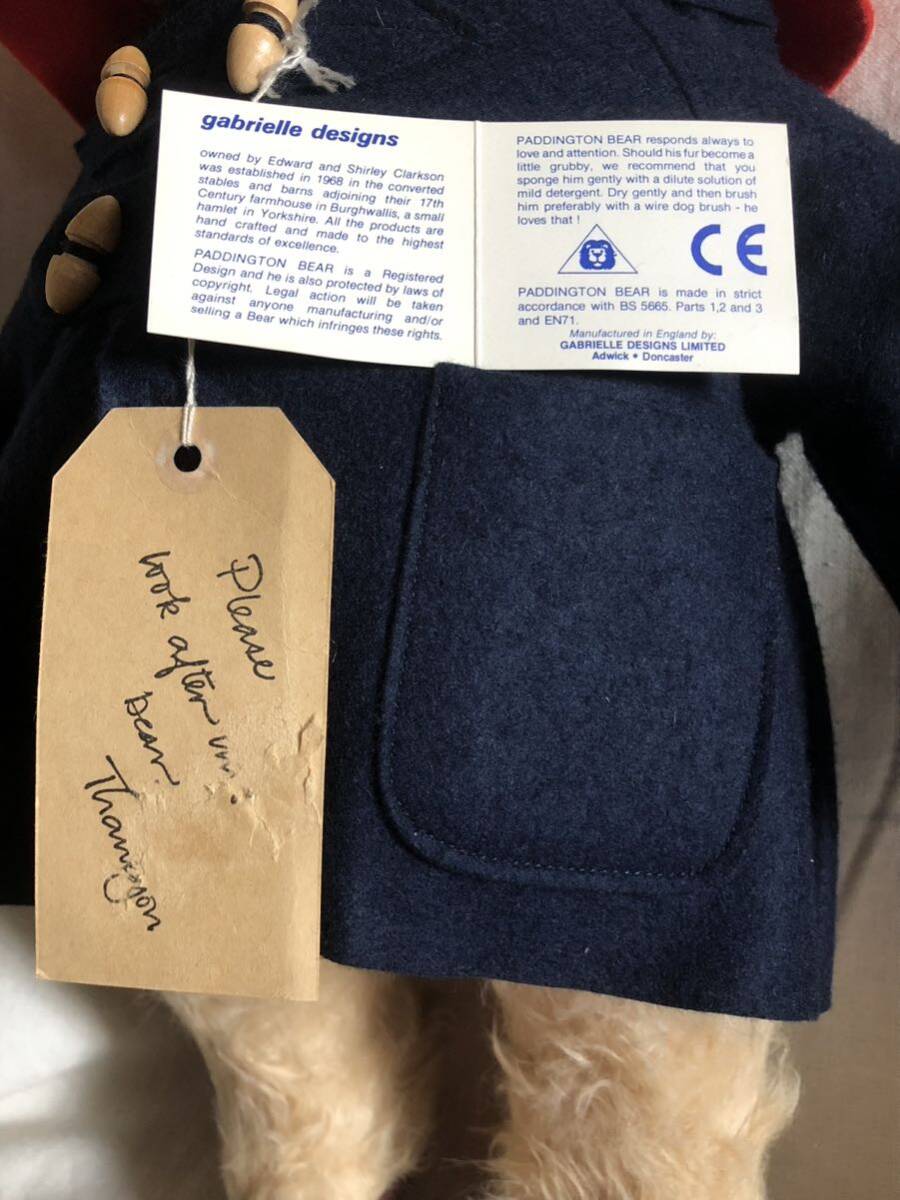 gabrielle designs
owned by Edward and Shirley Clarkson
was established in 1968 in the converted
stables and barns adjoining their 17th
Century farmhouse in Burghwallis, a small
hamlet in Yorkshire. All the products are
hand crafted and made to the highest
standards of excellence.
PADDINGTON BEAR is a Registered
Design and he is also protected by laws of
copyright. Legal action will be taken
against anyone manufacturing and/or
selling a Bear which infringes these rights.
PADDINGTON BEAR responds always to
love and attention. Should his fur become a
little grubby, we recommend that you
sponge him gently with a dilute solution of
mild detergent. Dry gently and then brush
him preferably with a wire dog brush - he
loves that !
CE
PADDINGTON BEAR is made in strict
accordance with BS 5665. Parts 1,2 and 3
and EN71.
Manufactured in England by:
GABRIELLE DESIGNS LIMITED
Adwick • Doncaster
Please
look after
bear.
Thankyou